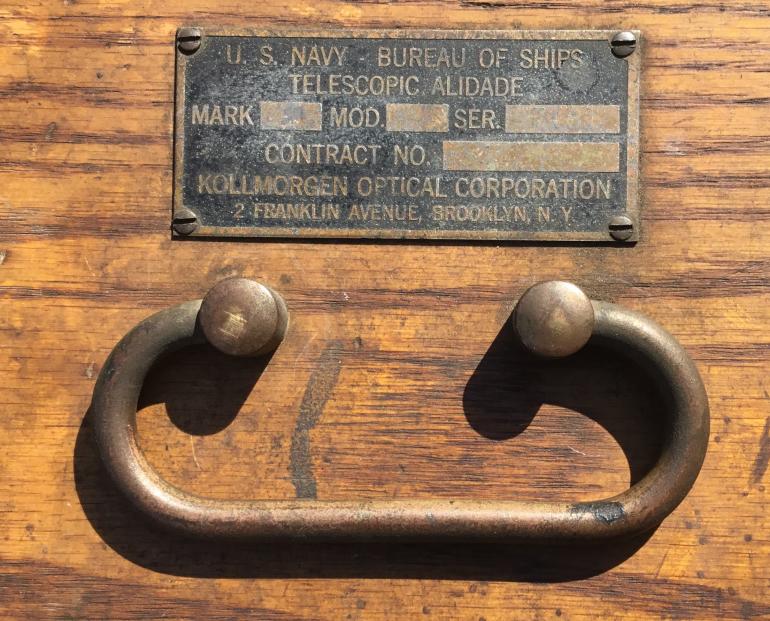 U. S. NAVY BUREAU OF SHIPS
TELESCOPIC ALIDADE
MARK MOD. SER.
CONTRACT NO.
KOLLMORGEN OPTICAL CORPORATION
2 FRANKLIN AVENUE, BROOKLYN, N. Y.